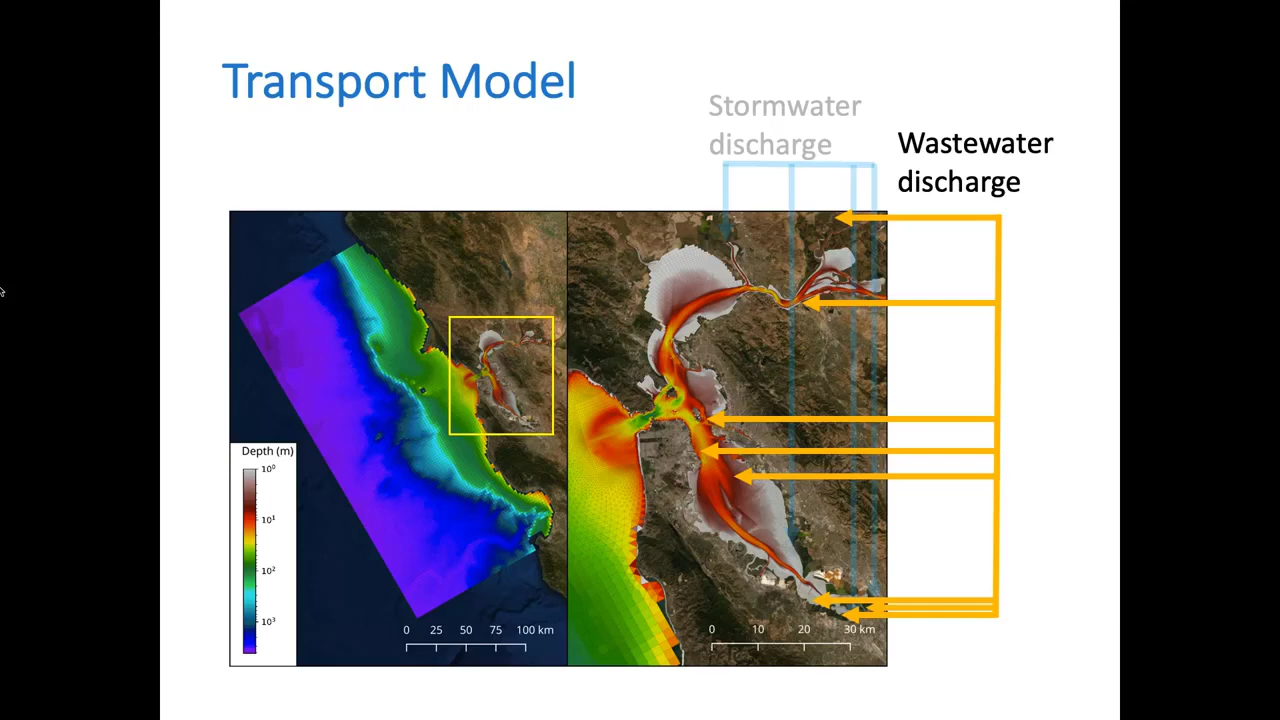 Transport Model
Stormwater
discharge
Wastewater
discharge
Depth (m)
10⁰
10¹
10²
10³
0 25 50 75 100 km
0 10 20 30 km